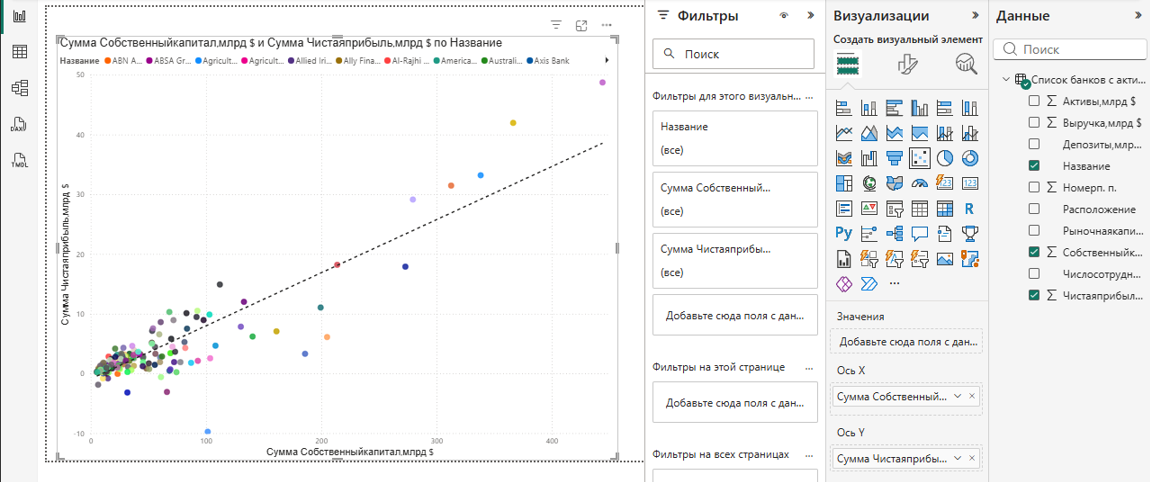 Сумма Собственныйкапитал,млрд $ и Сумма Чистаяприбыль,млрд $ по Название
Название ABN A... ABSA Gr... Agricult... Agricult... Allied Iri... Ally Fina... Al-Rajhi ... America... Australi... Axis Bank
50
40
30
20
10
0
-10
0 100 200 300 400
Сумма Чистаяприбыль,млрд $
Сумма Собственныйкапитал,млрд $
DAX
TMDL
Фильтры
Поиск
Фильтры для этого визуальн... ...
Название
(все)
Сумма Собственный...
(все)
Сумма Чистаяприбы...
(все)
Добавьте сюда поля с дан...
Фильтры на этой странице ...
Добавьте сюда поля с дан...
Фильтры на всех страницах ...
Визуализации
Создать визуальный элемент
123
123
R
Py
...
Значения
Добавьте сюда поля с дан...
Ось X
Сумма Собственный...
Ось Y
Сумма Чистаяприбы...
Данные
Поиск
Список банков с акти...
Активы,млрд $
Выручка,млрд $
Депозиты,млр...
Название
Номерп. п.
Расположение
Рыночнаякапи...
Собственныйк...
Числосотрудн...
Чистаяприбыл...